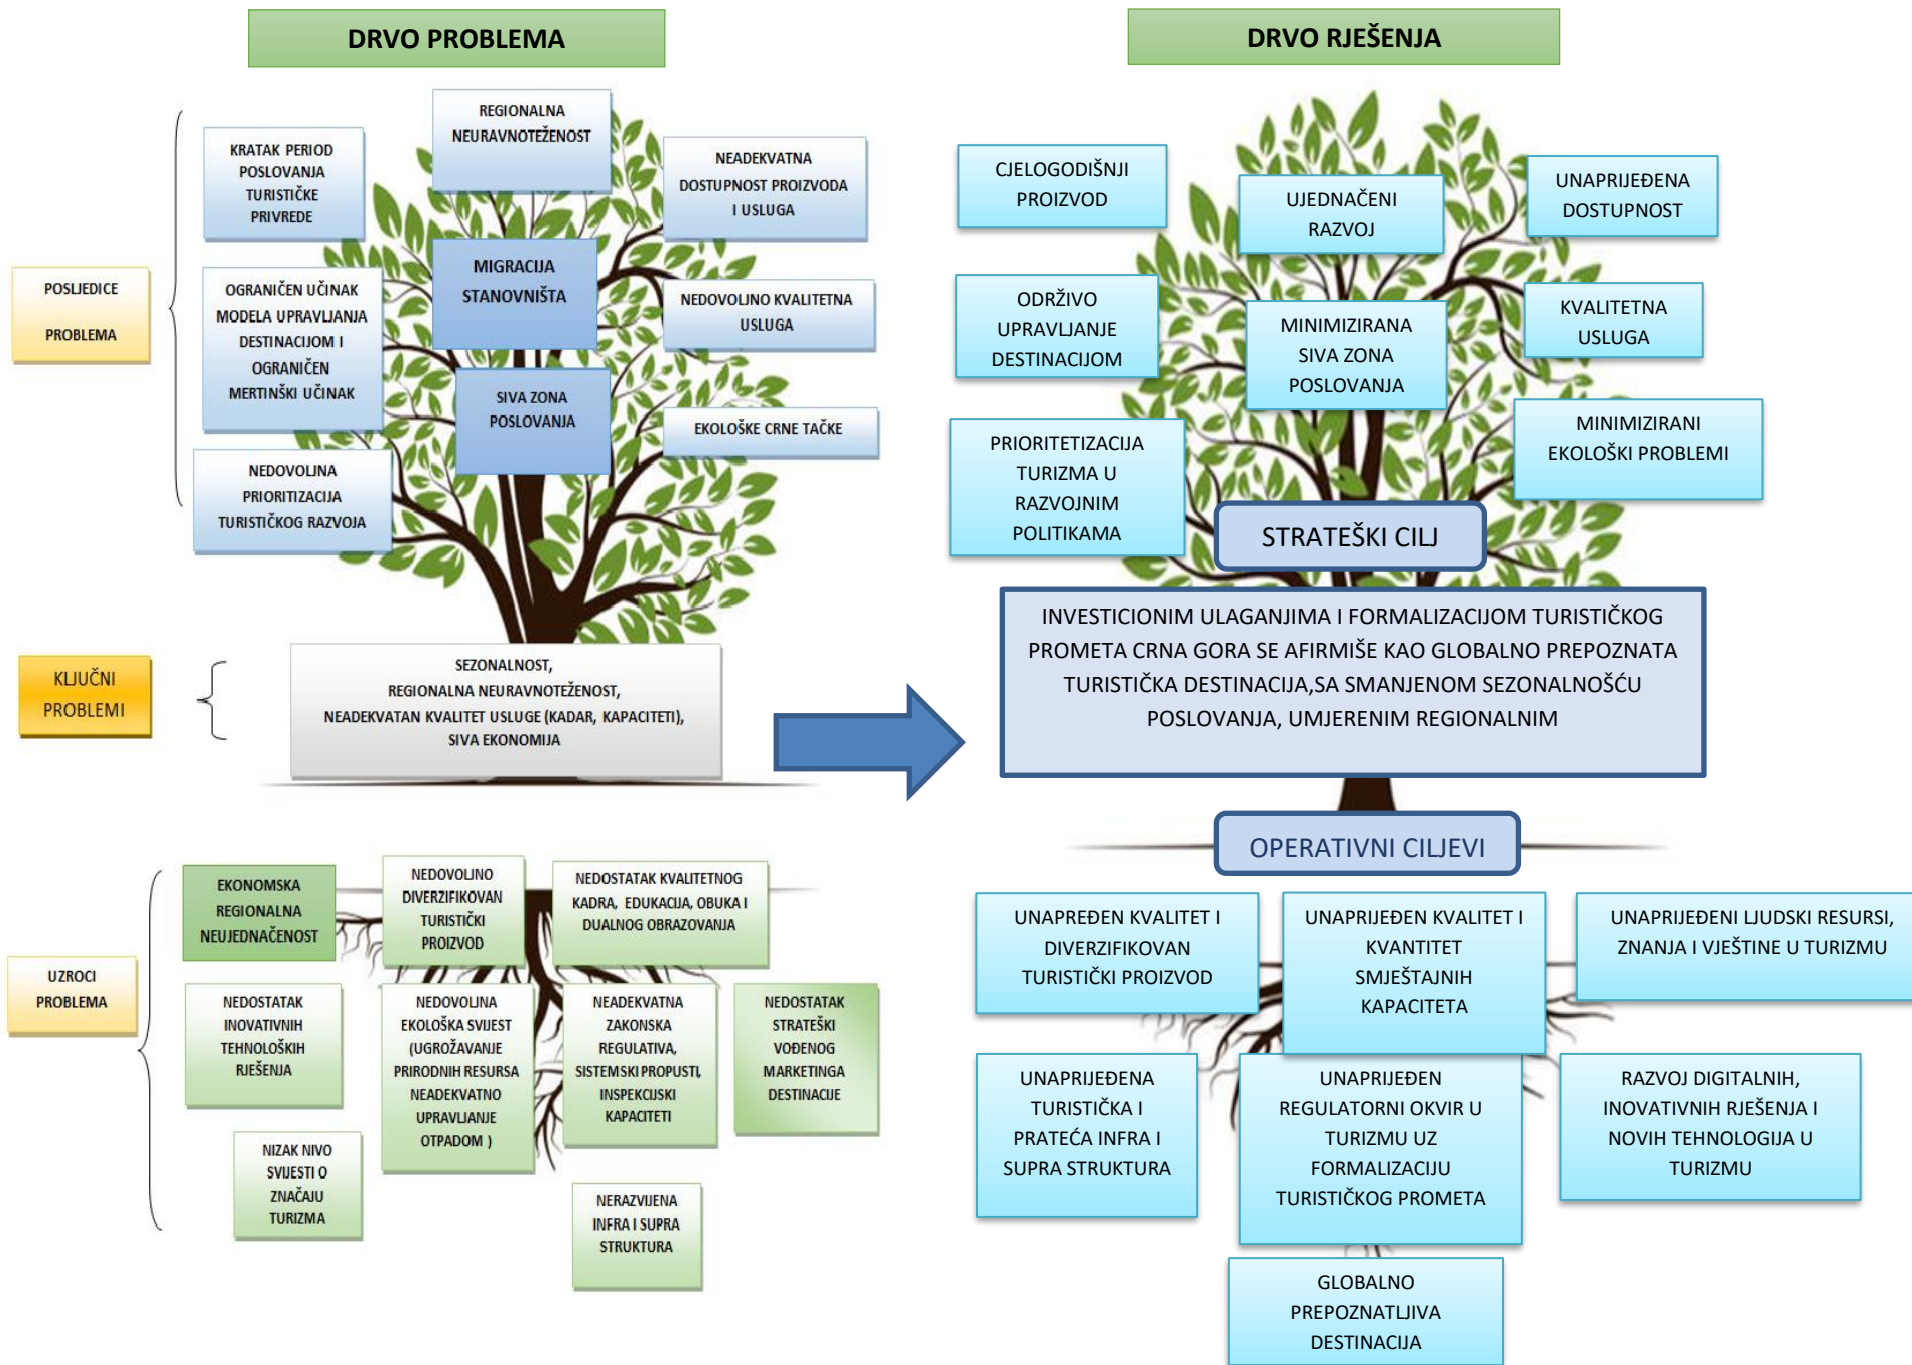 DRVO PROBLEMA
REGIONALNA
NEURAVNOTEŽENOST
KRATAK PERIOD
POSLOVANJA
TURISTIČKE
PRIVREDE
NEADEKVATNA
DOSTUPNOST PROIZVODA
I USLUGA
POSLJEDICE
PROBLEMA
MIGRACIJA
STANOVNIŠTA
OGRANIČEN UČINAK
MODELA UPRAVLJANJA
DESTINACIJOM I
OGRANIČEN
MERTINŠKI UČINAK
NEDOVOLJNO KVALITETNA
USLUGA
SIVA ZONA
POSLOVANJA
EKOLOŠKE CRNE TAČKE
NEDOVOLJNA
PRIORITIZACIJA
TURISTIČKOG RAZVOJA
KLJUČNI
PROBLEMI
SEZONALNOST,
REGIONALNA NEURAVNOTEŽENOST,
NEADEKVATAN KVALITET USLUGE (KADAR, KAPACITETI),
SIVA EKONOMIJA
UZROCI
PROBLEMA
EKONOMSKA
REGIONALNA
NEUJEDNAČENOST
NEDOVOLJNO
DIVERZIFIKOVAN
TURISTIČKI
PROIZVOD
NEDOSTATAK KVALITETNOG
KADRA, EDUKACIJA, OBUKA I
DUALNOG OBRAZOVANJA
NEDOSTATAK
INOVATIVNIH
TEHNOLOŠKIH
RJEŠENJA
NEDOVOLJNA
EKOLOŠKA SVIJEST
(UGROŽAVANJE
PRIRODNIH RESURSA
NEADEKVATNO
UPRAVLJANJE
OTPADOM )
NEADEKVATNA
ZAKONSKA
REGULATIVA,
SISTEMSKI PROPUSTI,
INSPEKCIJSKI
KAPACITETI
NEDOSTATAK
STRATEŠKI
VOĐENOG
MARKETINGA
DESTINACIJE
NIZAK NIVO
SVIJESTI O
ZNAČAJU
TURIZMA
NERAZVIJENA
INFRA I SUPRA
STRUKTURA
DRVO RJEŠENJA
CJELOGODIŠNJI
PROIZVOD
UJEDNAČENI
RAZVOJ
UNAPRIJEĐENA
DOSTUPNOST
ODRŽIVO
UPRAVLJANJE
DESTINACIJOM
MINIMIZIRANA
SIVA ZONA
POSLOVANJA
KVALITETNA
USLUGA
PRIORITETIZACIJA
TURIZMA U
RAZVOJNIM
POLITIKAMA
MINIMIZIRANI
EKOLOŠKI PROBLEMI
STRATEŠKI CILJ
INVESTICIONIM ULAGANJIMA I FORMALIZACIJOM TURISTIČKOG
PROMETA CRNA GORA SE AFIRMIŠE KAO GLOBALNO PREPOZNATA
TURISTIČKA DESTINACIJA,SA SMANJENOM SEZONALNOŠĆU
POSLOVANJA, UMJERENIM REGIONALNIM
OPERATIVNI CILJEVI
UNAPREĐEN KVALITET I
DIVERZIFIKOVAN
TURISTIČKI PROIZVOD
UNAPRIJEĐEN KVALITET I
KVANTITET
SMJEŠTAJNIH
KAPACITETA
UNAPRIJEĐENI LJUDSKI RESURSI,
ZNANJA I VJEŠTINE U TURIZMU
UNAPRIJEĐENA
TURISTIČKA I
PRATEĆA INFRA I
SUPRA STRUKTURA
UNAPRIJEĐEN
REGULATORNI OKVIR U
TURIZMU UZ
FORMALIZACIJU
TURISTIČKOG PROMETA
RAZVOJ DIGITALNIH,
INOVATIVNIH RJEŠENJA I
NOVIH TEHNOLOGIJA U
TURIZMU
GLOBALNO
PREPOZNATLJIVA
DESTINACIJA